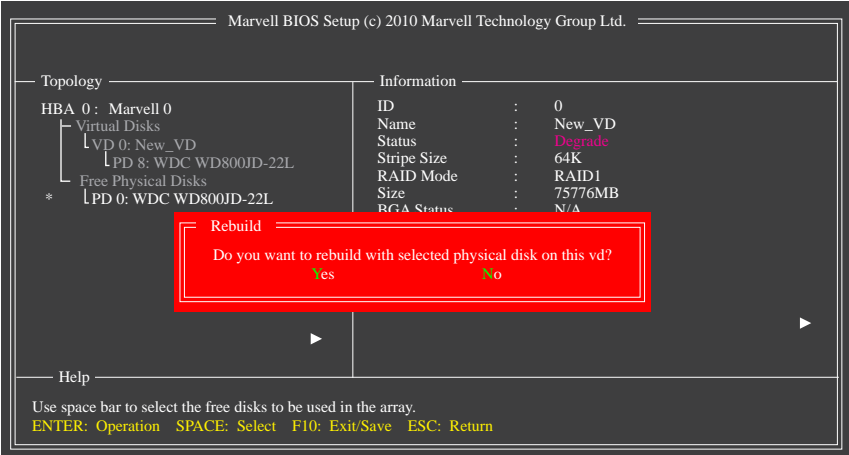 Marvell BIOS Setup (c) 2010 Marvell Technology Group Ltd.
Topology
HBA 0 : Marvell 0
Virtual Disks
VD 0: New_VD
PD 8: WDC WD800JD-22L
Free Physical Disks
* PD 0: WDC WD800JD-22L
Information
ID : 0
Name : New_VD
Status : Degrade
Stripe Size : 64K
RAID Mode : RAID1
Size : 75776MB
BGA Status : N/A
Rebuild
Do you want to rebuild with selected physical disk on this vd?
Yes No
Help
Use space bar to select the free disks to be used in the array.
ENTER: Operation SPACE: Select F10: Exit/Save ESC: Return